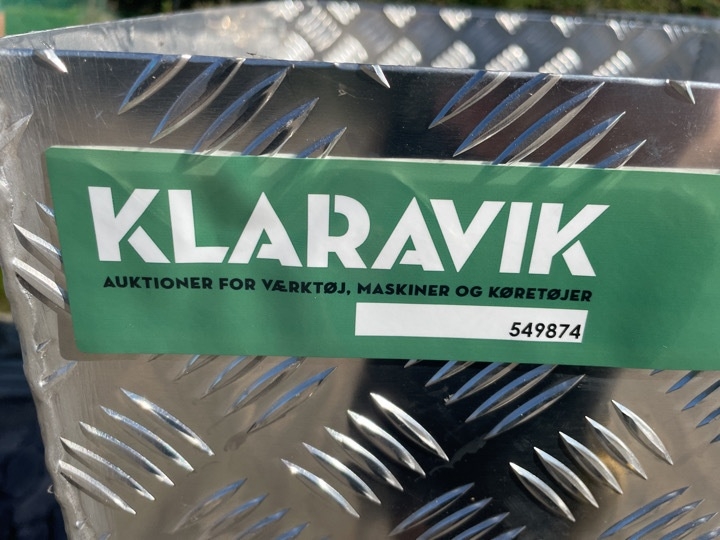 KLARAVIK
AUKTIONER FOR VÆRKTØJ, MASKINER OG KØRETØJER
549874